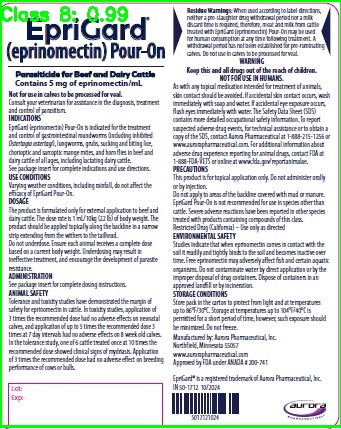 Class 8: 0.99
EpriGard®
(eprinomectin) Pour-On
Parasiticide for Beef and Dairy Cattle
Contains 5 mg of eprinomectin/mL
Not for use in calves to be processed for veal.
Consult your veterinarian for assistance in the diagnosis, treatment
and control of parasitism.
INDICATIONS
EpriGard (eprinomectin) Pour-On is indicated for the treatment
and control of gastrointestinal roundworms (including inhibited
Ostertagia ostertagi), lungworms, grubs, sucking and biting lice,
chorioptic and sarcoptic mange mites, and horn flies in beef and
dairy cattle of all ages, including lactating dairy cattle.
See package insert for complete indications and use directions.
USE CONDITIONS
Varying weather conditions, including rainfall, do not affect the
efficacy of EpriGard Pour-On.
DOSAGE
The product is formulated only for external application to beef and
dairy cattle. The dose rate is 1 mL/10kg (22 lb) of body weight. The
product should be applied topically along the backline in a narrow
strip extending from the withers to the tailhead.
Do not underdose. Ensure each animal receives a complete dose
based on a current body weight. Underdosing may result in
ineffective treatment, and encourage the development of parasite
resistance.
ADMINISTRATION
See package insert for complete dosing instructions.
ANIMAL SAFETY
Tolerance and toxicity studies have demonstrated the margin of
safety for eprinomectin in cattle. In toxicity studies, application of
3 times the recommended dose had no adverse effects on neonatal
calves, and application of up to 5 times the recommended dose 3
times at 7 day intervals had no adverse effects on 8 week old calves.
In the tolerance study, one of 6 cattle treated once at 10 times the
recommended dose showed clinical signs of mydriasis. Application
of 3 times the recommended dose had no adverse effect on breeding
performance of cows or bulls.
Lot:
Exp:
Residue Warnings: When used according to label directions,
neither a pre-slaughter drug withdrawal period nor a milk
discard time is required, therefore, meat and milk from cattle
treated with EpriGard (eprinomectin) Pour-On may be used
for human consumption at any time following treatment. A
withdrawal period has not been established for pre-ruminating
calves. Do not use in calves to be processed for veal.
WARNING
Keep this and all drugs out of the reach of children.
NOT FOR USE IN HUMANS.
As with any topical medication intended for treatment of animals,
skin contact should be avoided. If accidental skin contact occurs, wash
immediately with soap and water. If accidental eye exposure occurs,
flush eyes immediately with water. The Safety Data Sheet (SDS)
contains more detailed occupational safety information. To report
suspected adverse drug events, for technical assistance or to obtain a
copy of the SDS, contact Aurora Pharmaceutical at 1-888-215-1256 or
www.aurorapharmaceutical.com. For additional information about
adverse drug experience reporting for animal drugs, contact FDA at
1-888-FDA-VETS or online at www.fda.gov/reportanimalae.
PRECAUTIONS
This product is for topical application only. Do not administer orally
or by injection.
Do not apply to areas of the backline covered with mud or manure.
EpriGard Pour-On is not recommended for use in species other than
cattle. Severe adverse reactions have been reported in other species
treated with products containing compounds of this class.
Restricted Drug (California) – Use only as directed
ENVIRONMENTAL SAFETY
Studies indicate that when eprinomectin comes in contact with the
soil it readily and tightly binds to the soil and becomes inactive over
time. Free eprinomectin may adversely affect fish and certain aquatic
organisms. Do not contaminate water by direct application or by the
improper disposal of drug containers. Dispose of containers in an
approved landfill or by incineration.
STORAGE CONDITIONS
Store pack in the carton to protect from light and at temperatures
up to 86°F/30°C. Storage at temperatures up to 104°F/40°C is
permitted for a short period of time, however, such exposure should
be minimized. Do not freeze.
Manufactured by: Aurora Pharmaceutical, Inc.
Northfield, Minnesota 55057
www.aurorapharmaceutical.com
Approved by FDA under ANADA # 200-741
EpriGard® is a registered trademark of Aurora Pharmaceutical, Inc.
IN 50-1712 10/2024
5017121024
aurora